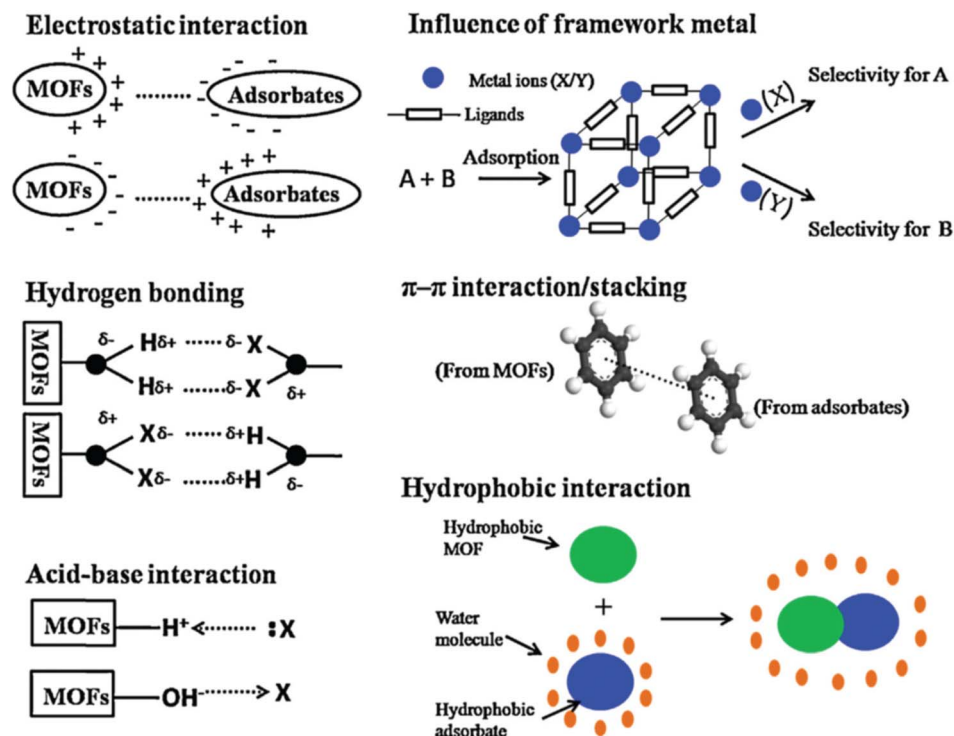 Electrostatic interaction
MOFs
Adsorbates
MOFs
Adsorbates
Influence of framework metal
Metal ions (X/Y)
Ligands
A + B
Adsorption
(X)
Selectivity for A
(Y)
Selectivity for B
Hydrogen bonding
MOFs
δ- Hδ+ ······ δ- X
Hδ+ ······ δ- X δ+
MOFs
δ+ Xδ- ······ δ+H
Xδ- ······ δ+H δ-
π–π interaction/stacking
(From MOFs)
(From adsorbates)
Acid-base interaction
MOFs H⁺ :X
MOFs OH⁻ X
Hydrophobic interaction
Hydrophobic
MOF
+
Water
molecule
Hydrophobic
adsorbate